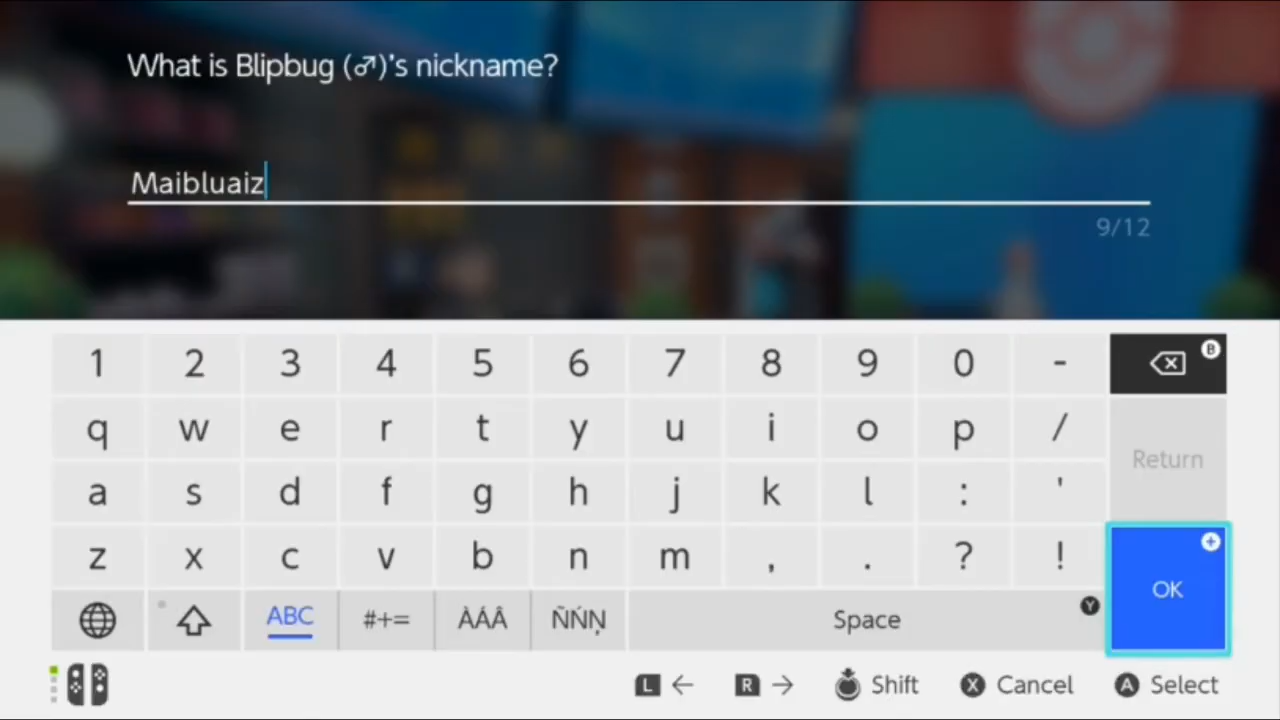 What is Blipbug (♂)'s nickname?
Maibluaiz
9/12
1 2 3 4 5 6 7 8 9 0 - B
q w e r t y u i o p /
Return
a s d f g h j k l : '
z x c v b n m , . ? ! +
OK
ABC #+= ÀÁÂ ÑŃŅ Space Y
L ← R → Shift X Cancel A Select